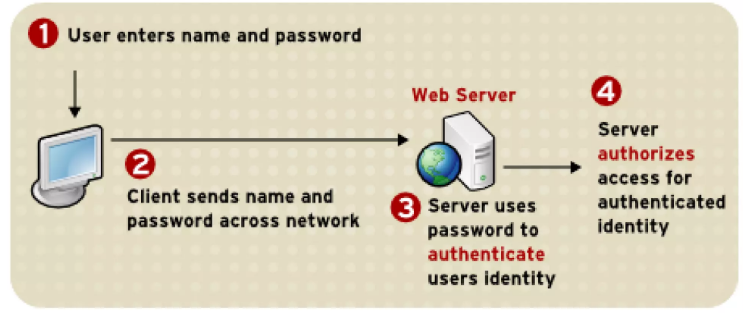 1 User enters name and password
2
Client sends name and
password across network
Web Server
3 Server uses
password to
authenticate
users identity
4
Server
authorizes
access for
authenticated
identity